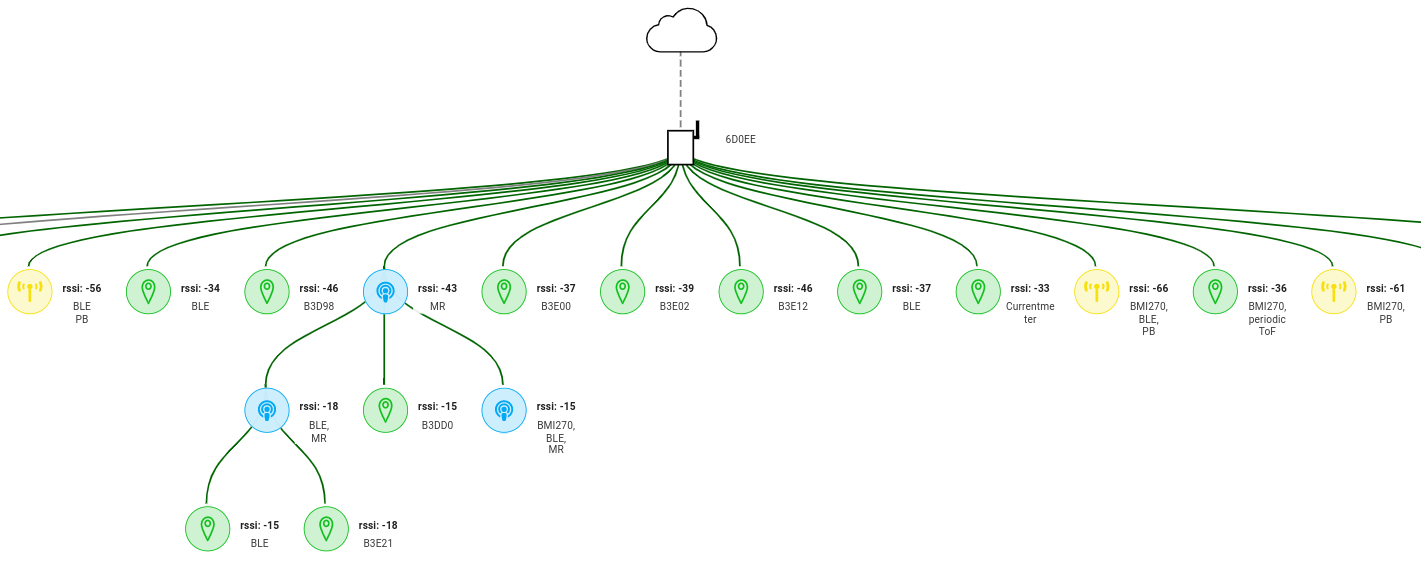 6D0EE
rssi: -56
BLE
PB
rssi: -34
BLE
rssi: -46
B3D98
rssi: -43
MR
rssi: -37
B3E00
rssi: -39
B3E02
rssi: -46
B3E12
rssi: -37
BLE
rssi: -33
Currentme
ter
rssi: -66
BMI270,
BLE,
PB
rssi: -36
BMI270,
periodic
ToF
rssi: -61
BMI270,
PB
rssi: -18
BLE,
MR
rssi: -15
B3DD0
rssi: -15
BMI270,
BLE,
MR
rssi: -15
BLE
rssi: -18
B3E21